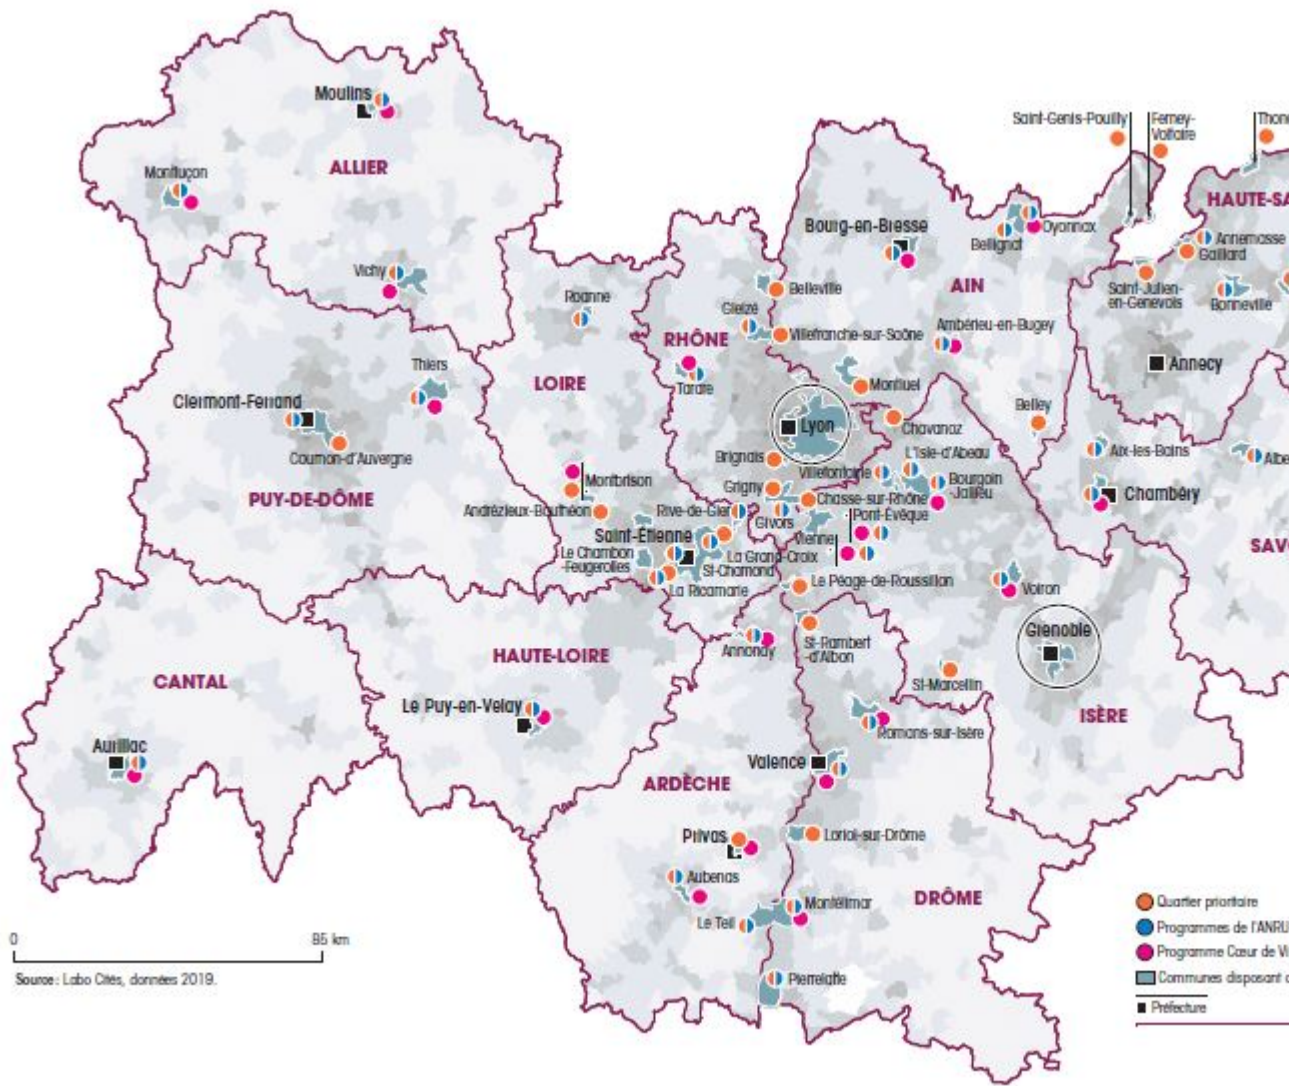 Moulins
ALLIER
Montluçon
Vichy
Saint-Genis-Pouilly
Ferney-
Voltaire
Thon
HAUTE-SA
Bourg-en-Bresse
Oyonnax
Bellignat
Annemasse
Gaillard
Saint-Julien-
en-Genevois
Bonneville
AIN
Belleville
Roanne
Gleizé
Villefranche-sur-Saône
Ambérieu-en-Bugey
RHÔNE
Annecy
Thiers
LOIRE
Tarare
Montluel
Clermont-Ferrand
Cournon-d'Auvergne
Lyon
Chavanoz
Belley
PUY-DE-DÔME
Brignais
Villefontaine
L'Isle-d'Abeau
Aix-les-Bains
Albe
Montbrison
Grigny
Bourgoin
-Jallieu
Chambéry
Andrézieux-Bouthéon
Rive-de-Gier
Chasse-sur-Rhône
Givors
Pont-Évêque
Saint-Étienne
Vienne
SAVO
Le Chambon
-Feugerolles
La Grand-Croix
St-Chamond
La Ricamarie
Le Péage-de-Roussillon
Voiron
St-Rambert
-d'Albon
Annonay
Grenoble
HAUTE-LOIRE
St-Marcellin
CANTAL
Le Puy-en-Velay
ISÈRE
Romans-sur-Isère
Aurillac
Valence
ARDÈCHE
Privas
Loriol-sur-Drôme
Aubenas
DRÔME
Montélimar
Le Teil
Pierrelatte
0
85 km
Source : Labo Cités, données 2019.
Quartier prioritaire
Programmes de l'ANRU
Programme Cœur de Vi
Communes disposant d
Préfecture